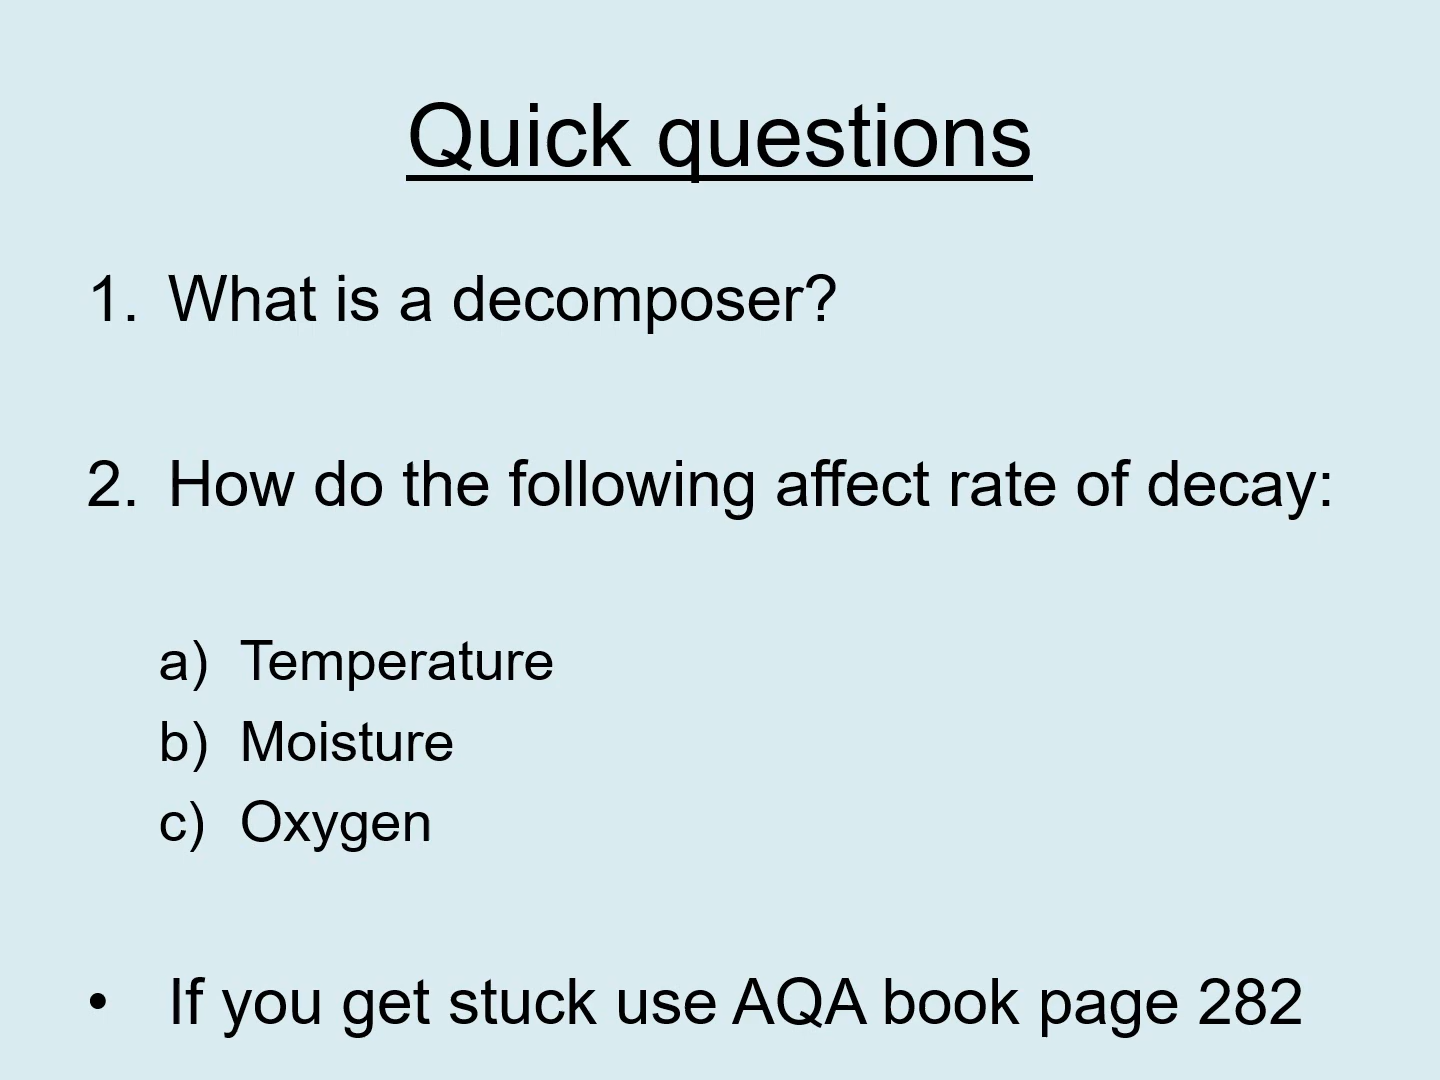 Quick questions
1. What is a decomposer?
2. How do the following affect rate of decay:
a) Temperature
b) Moisture
c) Oxygen
• If you get stuck use AQA book page 282